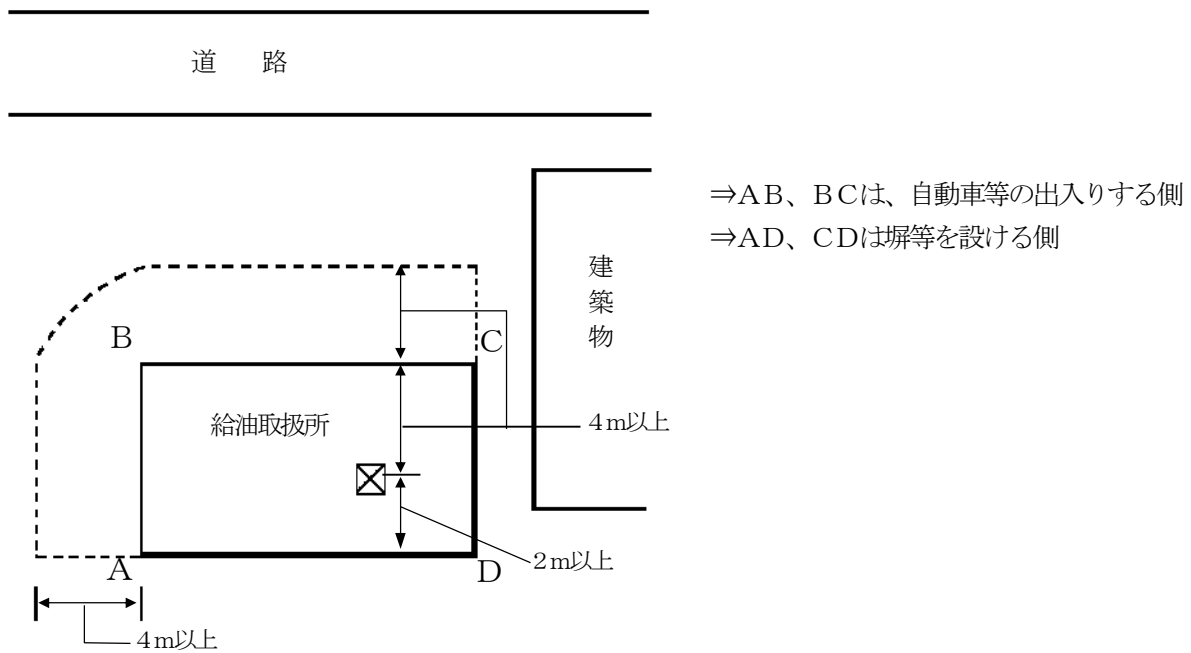 道　路
⇒ＡＢ、ＢＣは、自動車等の出入りする側
⇒ＡＤ、ＣＤは塀等を設ける側
建築物
B
C
給油取扱所
4ｍ以上
2ｍ以上
A
D
4ｍ以上